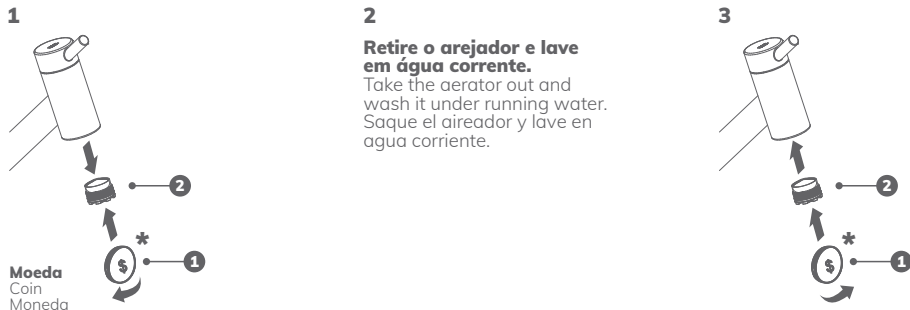 1
2
*
1
Moeda
Coin
Moneda
$
2
Retire o arejador e lave
em água corrente.
Take the aerator out and
wash it under running water.
Saque el aireador y lave en
agua corriente.
3
2
*
1
$